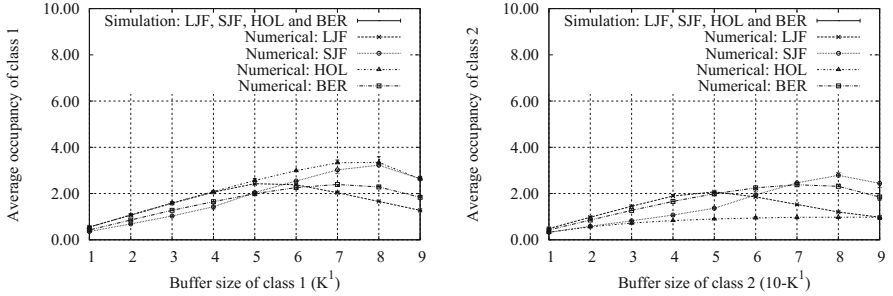 Simulation: LJF, SJF, HOL and BER
Numerical: LJF
Numerical: SJF
Numerical: HOL
Numerical: BER
10.00
8.00
6.00
4.00
2.00
0.00
1 2 3 4 5 6 7 8 9
Average occupancy of class 1
Buffer size of class 1 (K¹)
Simulation: LJF, SJF, HOL and BER
Numerical: LJF
Numerical: SJF
Numerical: HOL
Numerical: BER
10.00
8.00
6.00
4.00
2.00
0.00
1 2 3 4 5 6 7 8 9
Average occupancy of class 2
Buffer size of class 2 (10-K¹)